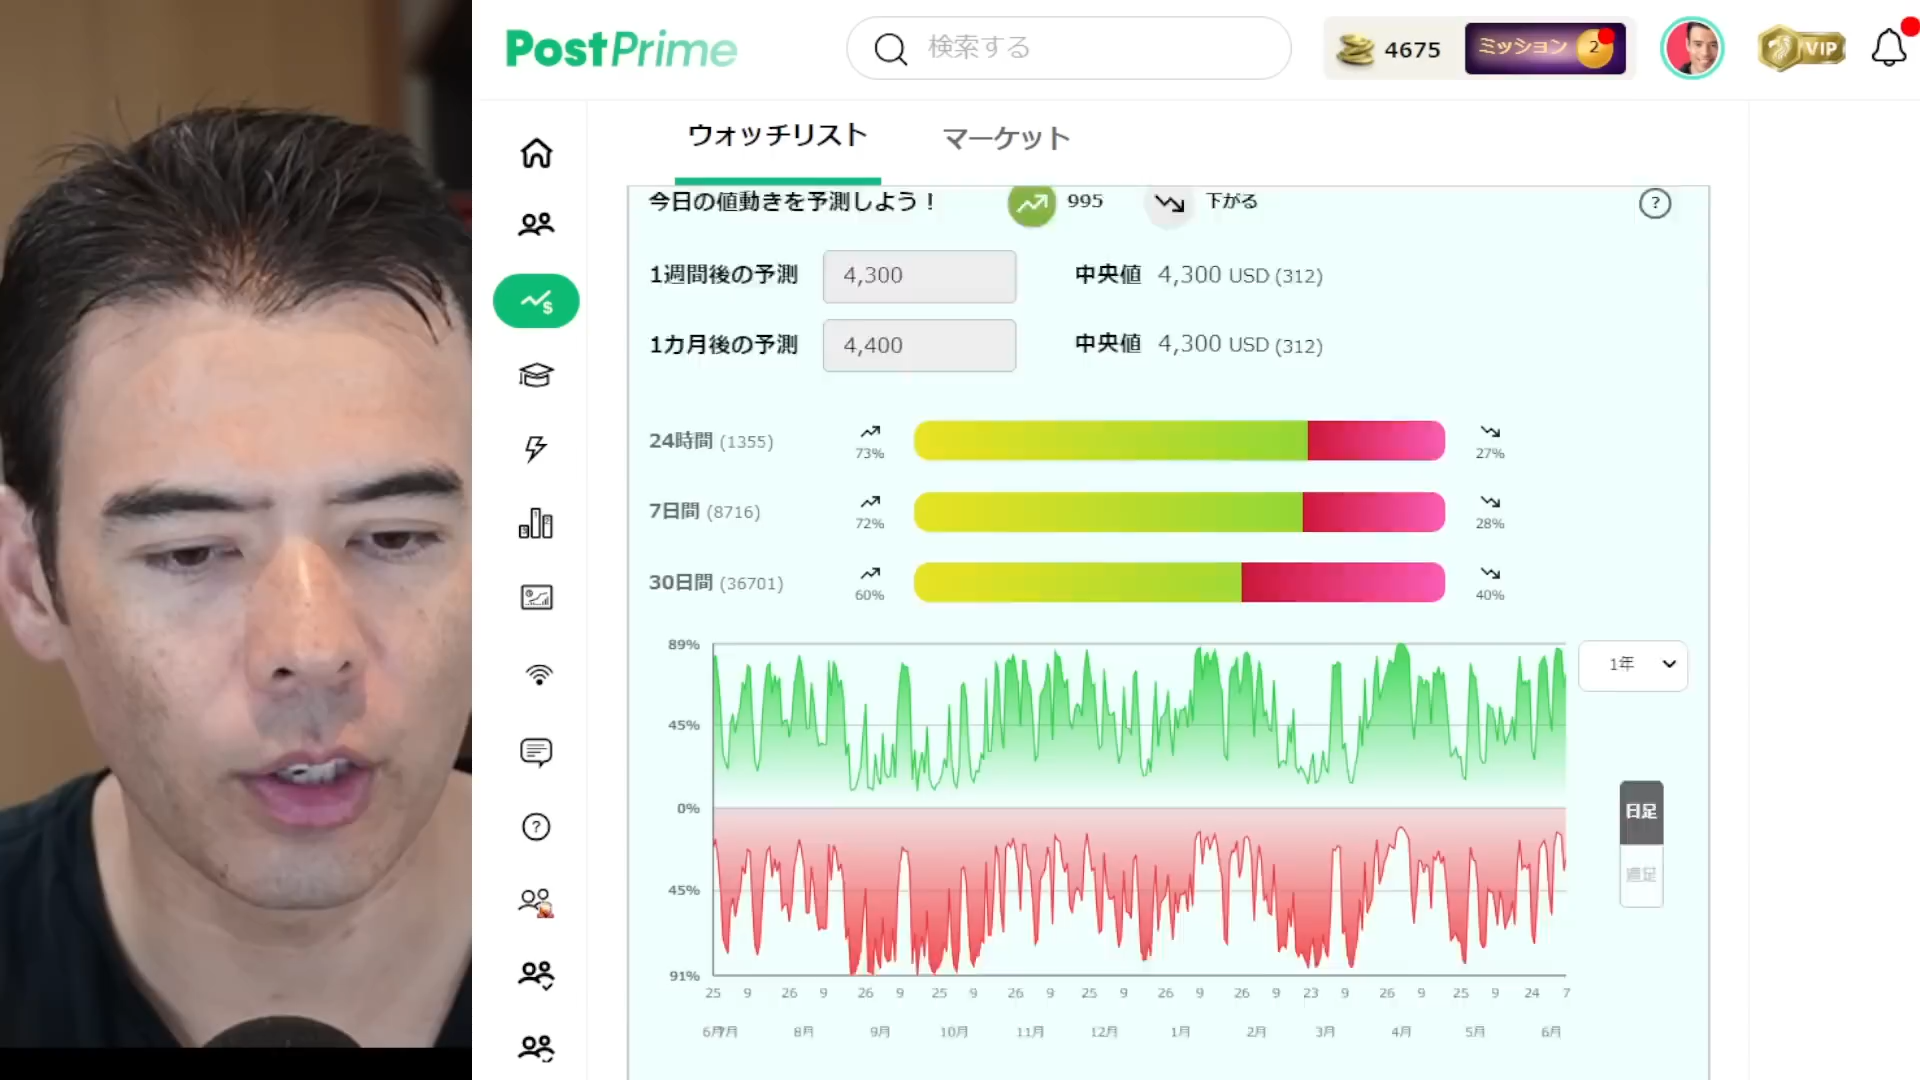 PostPrime
検索する
4675
ミッション 2
VIP
ウォッチリスト
マーケット
今日の値動きを予測しよう！ 995 下がる ?
1週間後の予測 4,300 中央値 4,300 USD (312)
1カ月後の予測 4,400 中央値 4,300 USD (312)
24時間 (1355) 73% 27%
7日間 (8716) 72% 28%
30日間 (36701) 60% 40%
89%
45%
0%
45%
91%
1年
日足
週足
25 9 26 9 26 9 25 9 26 9 25 9 26 9 26 9 23 9 26 9 25 9 24 7
6月 7月 8月 9月 10月 11月 12月 1月 2月 3月 4月 5月 6月